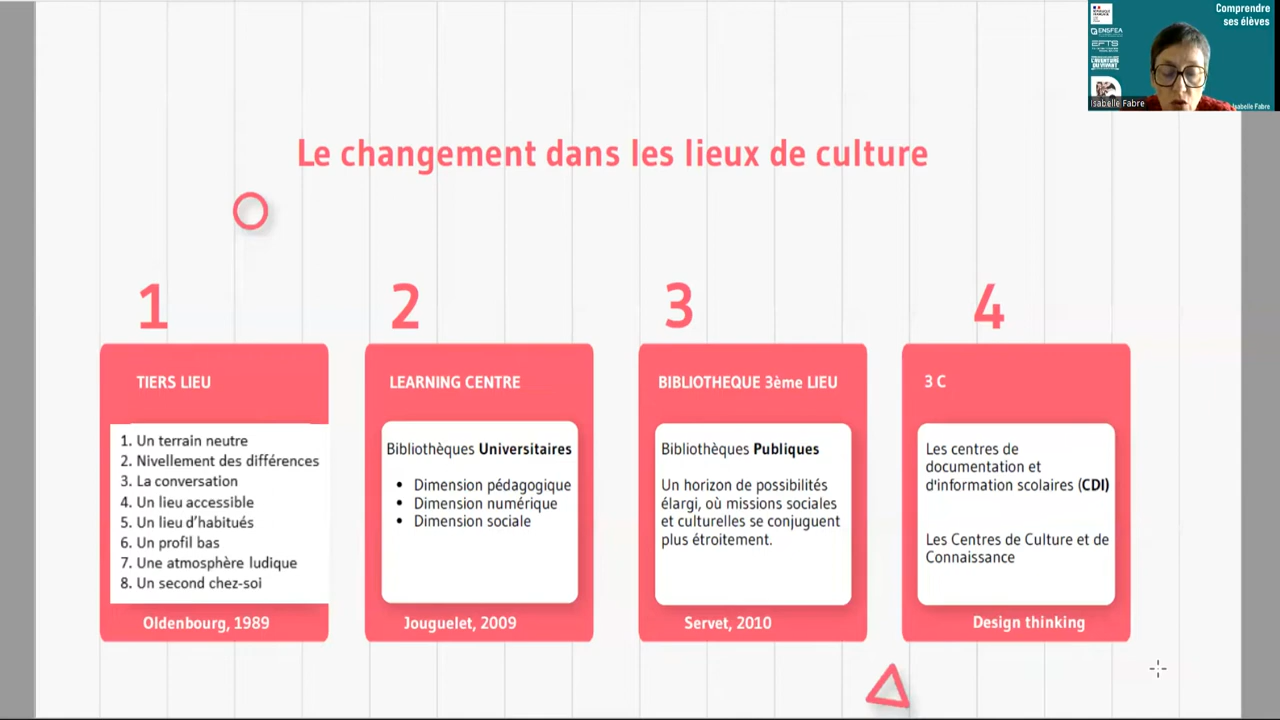 Comprendre
ses élèves
ENSFEA
EFTS
L'AVENTURE
DU VIVANT
Isabelle Fabre
Isabelle Fabre
Le changement dans les lieux de culture
1
TIERS LIEU
1. Un terrain neutre
2. Nivellement des différences
3. La conversation
4. Un lieu accessible
5. Un lieu d'habitués
6. Un profil bas
7. Une atmosphère ludique
8. Un second chez-soi
Oldenbourg, 1989
2
LEARNING CENTRE
Bibliothèques Universitaires
• Dimension pédagogique
• Dimension numérique
• Dimension sociale
Jouguelet, 2009
3
BIBLIOTHEQUE 3ème LIEU
Bibliothèques Publiques
Un horizon de possibilités
élargi, où missions sociales
et culturelles se conjuguent
plus étroitement.
Servet, 2010
4
3 C
Les centres de
documentation et
d'information scolaires (CDI)
Les Centres de Culture et de
Connaissance
Design thinking